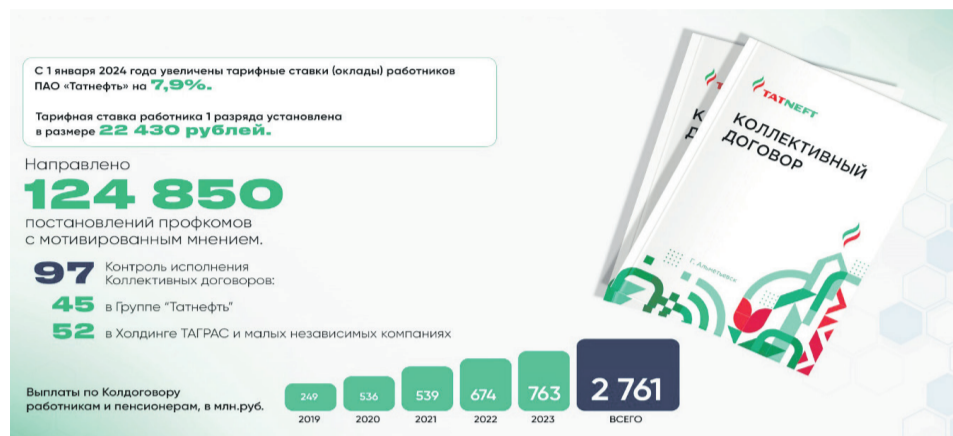 С 1 января 2024 года увеличены тарифные ставки (оклады) работников
ПАО «Татнефть» на 7,9%.
Тарифная ставка работника 1 разряда установлена
в размере 22 430 рублей.
Направлено
124 850
постановлений профкомов
с мотивированным мнением.
97 Контроль исполнения
Коллективных договоров:
45 в Группе "Татнефть"
52 в Холдинге ТАГРАС и малых независимых компаниях
Выплаты по Колдоговору
работникам и пенсионерам, в млн.руб.
249 536 539 674 763 2 761
2019 2020 2021 2022 2023 ВСЕГО
TATNEFT
КОЛЛЕКТИВНЫЙ
ДОГОВОР
г. Альметьевск